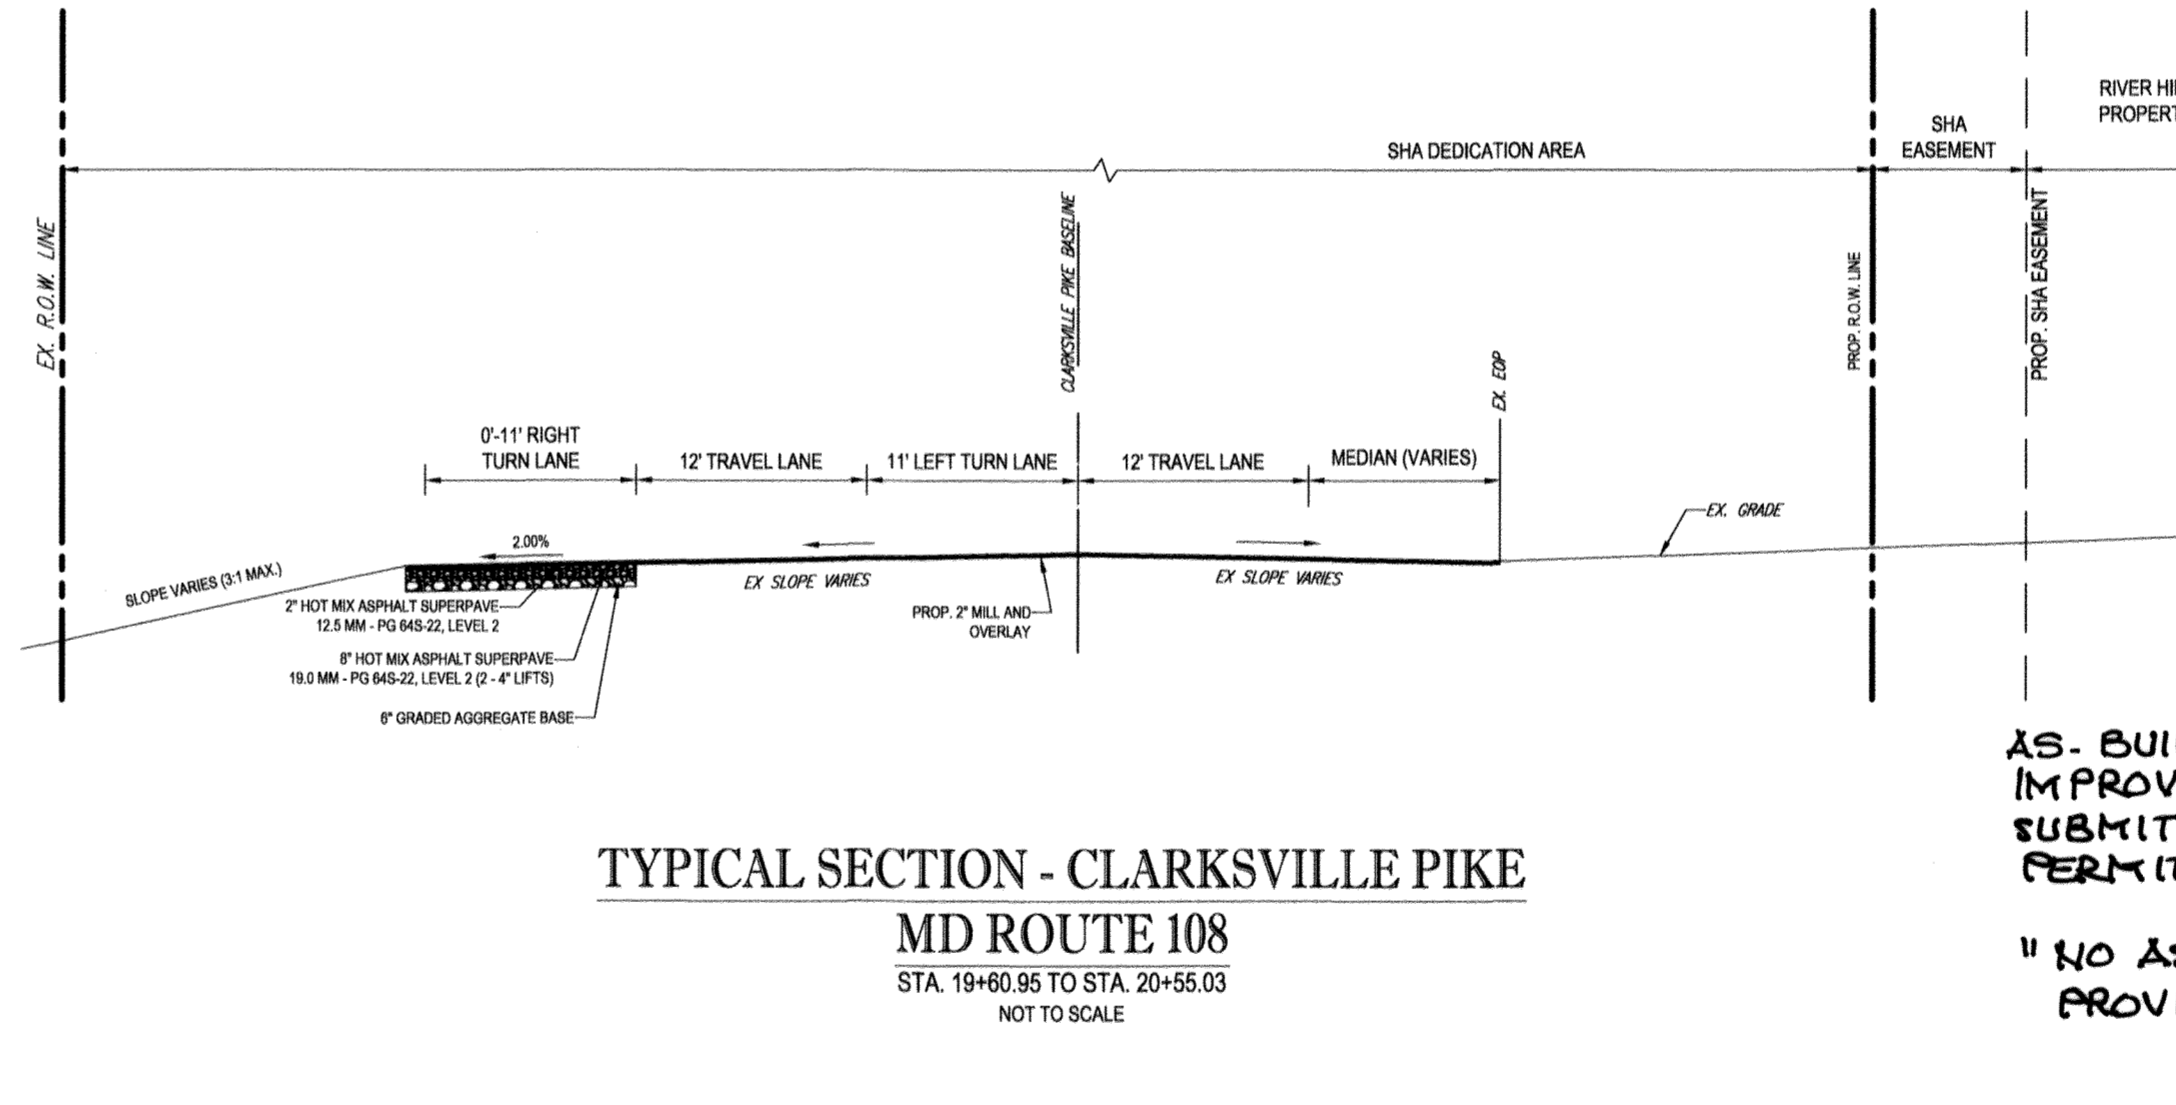 RIVER HI
PROPERT
SHA
EASEMENT
SHA DEDICATION AREA
EX. R.O.W. LINE
CLARKSVILLE PIKE BASELINE
EX. EOP
PROP. R.O.W. LINE
PROP. SHA EASEMENT
0'-11' RIGHT
TURN LANE
12' TRAVEL LANE
11' LEFT TURN LANE
12' TRAVEL LANE
MEDIAN (VARIES)
EX. GRADE
2.00%
SLOPE VARIES (3:1 MAX.)
EX SLOPE VARIES
EX SLOPE VARIES
2" HOT MIX ASPHALT SUPERPAVE
12.5 MM - PG 64S-22, LEVEL 2
PROP. 2" MILL AND
OVERLAY
8" HOT MIX ASPHALT SUPERPAVE
19.0 MM - PG 64S-22, LEVEL 2 (2 - 4" LIFTS)
6" GRADED AGGREGATE BASE
AS-BUI
IMPROV
SUBMIT
PERMIT
"NO AS
PROV
TYPICAL SECTION - CLARKSVILLE PIKE
MD ROUTE 108
STA. 19+60.95 TO STA. 20+55.03
NOT TO SCALE